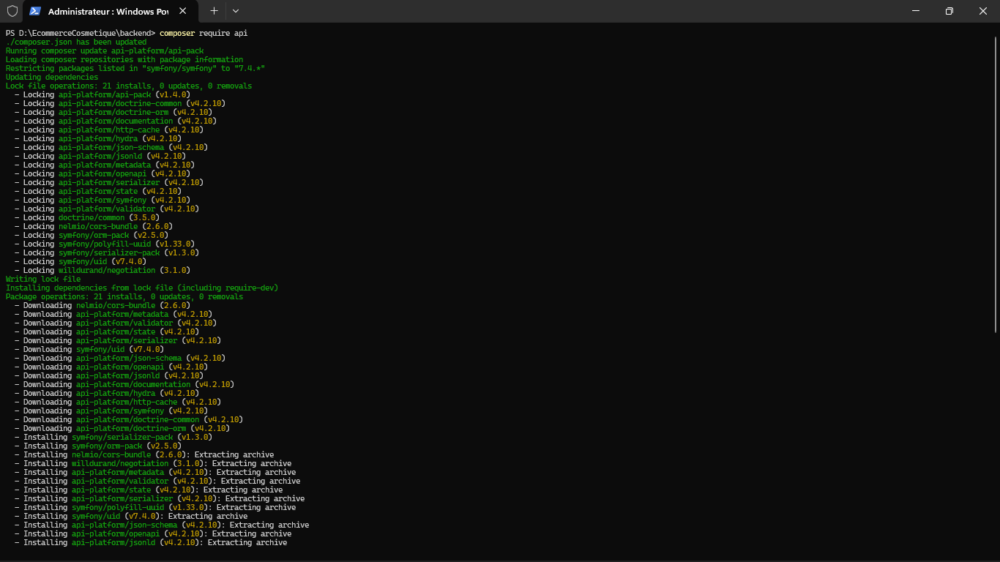 Administrateur : Windows Pov
PS D:\EcommerceCosmetique\backend> composer require api
./composer.json has been updated
Running composer update api-platform/api-pack
Loading composer repositories with package information
Restricting packages listed in "symfony/symfony" to "7.4.*"
Updating dependencies
Lock file operations: 21 installs, 0 updates, 0 removals
- Locking api-platform/api-pack (v1.4.0)
- Locking api-platform/doctrine-common (v4.2.10)
- Locking api-platform/doctrine-orm (v4.2.10)
- Locking api-platform/documentation (v4.2.10)
- Locking api-platform/http-cache (v4.2.10)
- Locking api-platform/hydra (v4.2.10)
- Locking api-platform/json-schema (v4.2.10)
- Locking api-platform/jsonld (v4.2.10)
- Locking api-platform/metadata (v4.2.10)
- Locking api-platform/openapi (v4.2.10)
- Locking api-platform/serializer (v4.2.10)
- Locking api-platform/state (v4.2.10)
- Locking api-platform/symfony (v4.2.10)
- Locking api-platform/validator (v4.2.10)
- Locking doctrine/common (3.5.0)
- Locking nelmio/cors-bundle (2.6.0)
- Locking symfony/orm-pack (v2.5.0)
- Locking symfony/polyfill-uuid (v1.33.0)
- Locking symfony/serializer-pack (v1.3.0)
- Locking symfony/uid (v7.4.0)
- Locking willdurand/negotiation (3.1.0)
Writing lock file
Installing dependencies from lock file (including require-dev)
Package operations: 21 installs, 0 updates, 0 removals
- Downloading nelmio/cors-bundle (2.6.0)
- Downloading api-platform/metadata (v4.2.10)
- Downloading api-platform/validator (v4.2.10)
- Downloading api-platform/state (v4.2.10)
- Downloading api-platform/serializer (v4.2.10)
- Downloading symfony/uid (v7.4.0)
- Downloading api-platform/json-schema (v4.2.10)
- Downloading api-platform/openapi (v4.2.10)
- Downloading api-platform/jsonld (v4.2.10)
- Downloading api-platform/documentation (v4.2.10)
- Downloading api-platform/hydra (v4.2.10)
- Downloading api-platform/http-cache (v4.2.10)
- Downloading api-platform/symfony (v4.2.10)
- Downloading api-platform/doctrine-common (v4.2.10)
- Downloading api-platform/doctrine-orm (v4.2.10)
- Installing symfony/serializer-pack (v1.3.0)
- Installing symfony/orm-pack (v2.5.0)
- Installing nelmio/cors-bundle (2.6.0): Extracting archive
- Installing willdurand/negotiation (3.1.0): Extracting archive
- Installing api-platform/metadata (v4.2.10): Extracting archive
- Installing api-platform/validator (v4.2.10): Extracting archive
- Installing api-platform/state (v4.2.10): Extracting archive
- Installing api-platform/serializer (v4.2.10): Extracting archive
- Installing symfony/polyfill-uuid (v1.33.0): Extracting archive
- Installing symfony/uid (v7.4.0): Extracting archive
- Installing api-platform/json-schema (v4.2.10): Extracting archive
- Installing api-platform/openapi (v4.2.10): Extracting archive
- Installing api-platform/jsonld (v4.2.10): Extracting archive